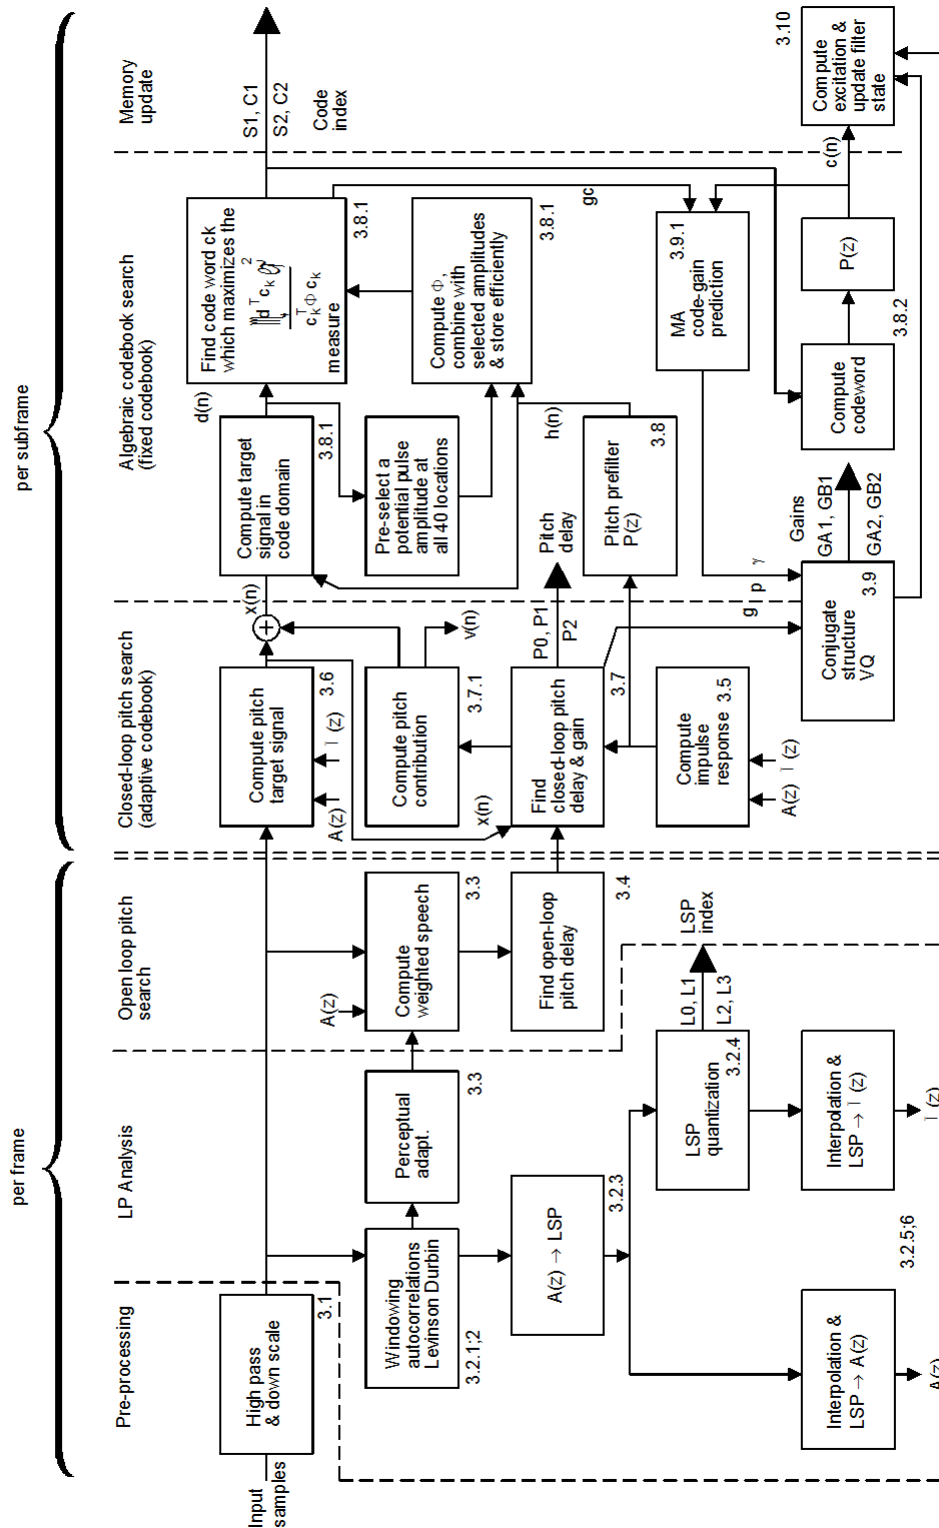 per frame
per subframe
Pre-processing
LP Analysis
Open loop pitch
search
Closed-loop pitch search
(adaptive codebook)
Algebraic codebook search
(fixed codebook)
Memory
update
Input
samples
High pass
& down scale
3.1
Windowing
autocorrelations
Levinson Durbin
3.2.1;2
Perceptual
adapt.
3.3
A(z) → LSP
3.2.3
LSP
quantization
3.2.4
L0, L1
L2, L3
LSP
index
Interpolation &
LSP → A(z)
A(z)
Interpolation &
LSP → Î(z)
Î(z)
3.2.5;6
A(z)
Compute
weighted speech
3.3
Find open-loop
pitch delay
3.4
Compute pitch
target signal
3.6
A(z)
Î(z)
x(n)
Compute pitch
contribution
3.7.1
v(n)
x(n)
Find
closed-loop pitch
delay & gain
3.7
P0, P1
P2
Pitch
delay
Compute
impulse
response
3.5
A(z) Î(z)
Conjugate
structure
VQ
3.9
g p
γ
Gains
GA1, GB1
GA2, GB2
Compute target
signal in
code domain
3.8.1
d(n)
Pre-select a
potential pulse
amplitude at
all 40 locations
h(n)
Pitch prefilter
P(z)
3.8
Find code word ck
which maximizes the
d T c k 2
c T k Φ c k
measure
3.8.1
Compute Φ,
combine with
selected amplitudes
& store efficiently
3.8.1
gc
MA
code-gain
prediction
3.9.1
Compute
codeword
3.8.2
P(z)
c(n)
S1, C1
S2, C2
Code
index
Compute
excitation &
update filter
state
3.10